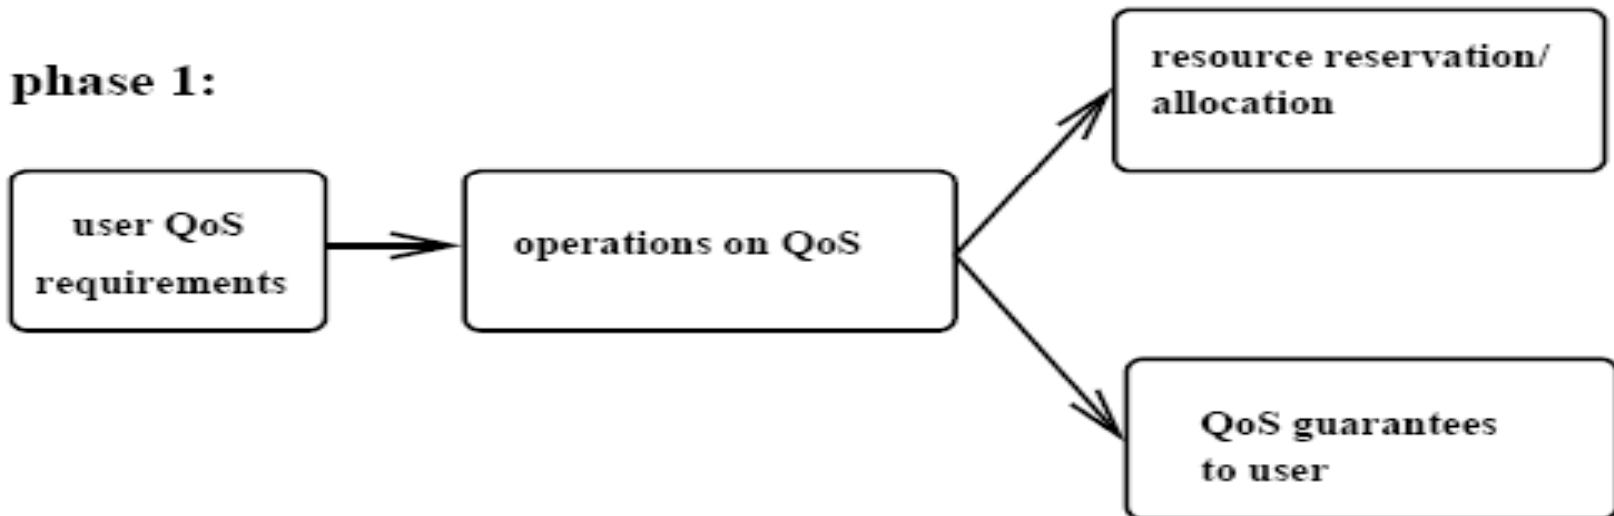 phase 1:
user QoS
requirements
operations on QoS
resource reservation/
allocation
QoS guarantees
to user